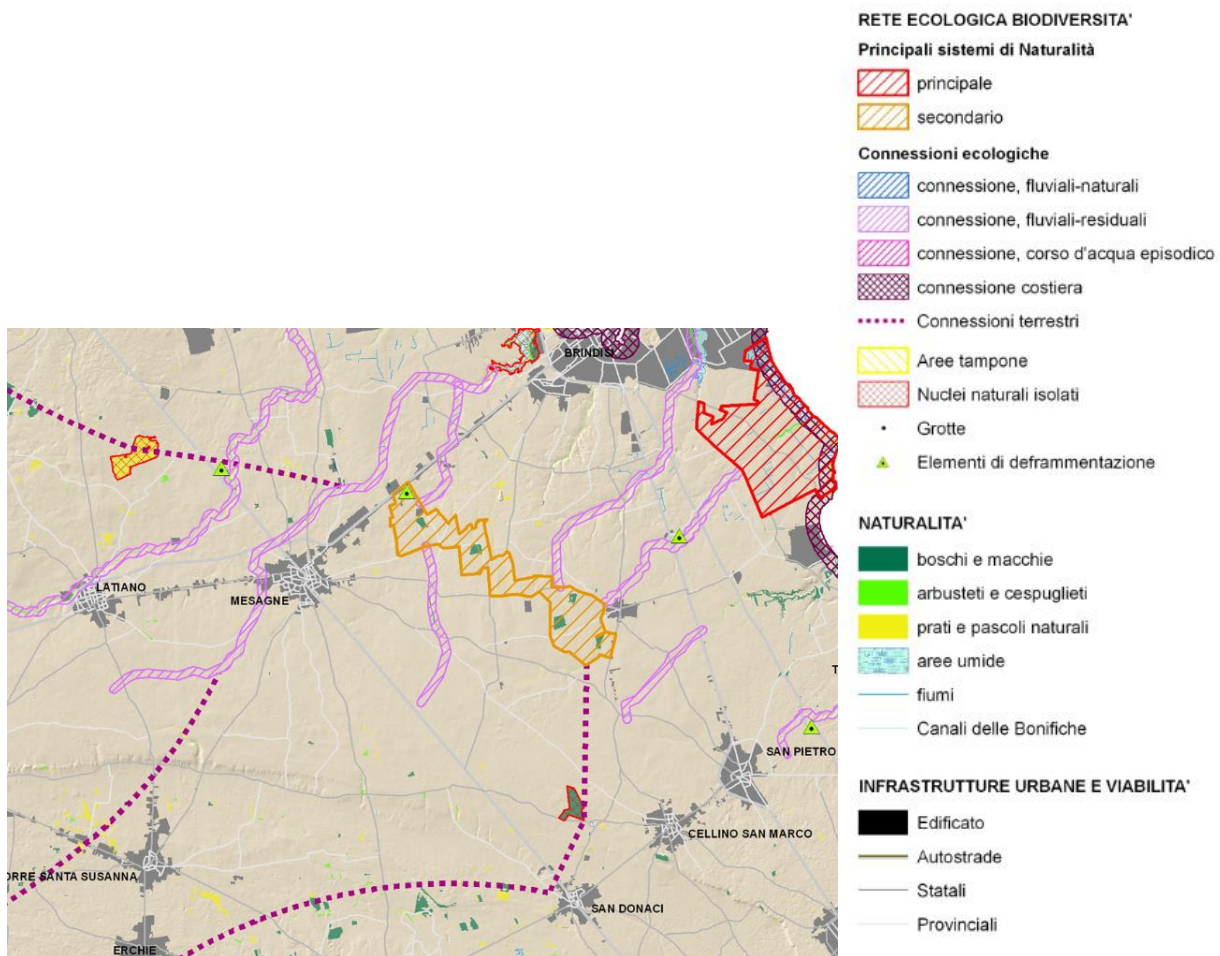 RETE ECOLOGICA BIODIVERSITA'
Principali sistemi di Naturalità
principale
secondario
Connessioni ecologiche
connessione, fluviali-naturali
connessione, fluviali-residuali
connessione, corso d'acqua episodico
connessione costiera
Connessioni terrestri
Aree tampone
Nuclei naturali isolati
Grotte
Elementi di deframmentazione
NATURALITA'
boschi e macchie
arbusteti e cespuglieti
prati e pascoli naturali
aree umide
fiumi
Canali delle Bonifiche
INFRASTRUTTURE URBANE E VIABILITA'
Edificato
Autostrade
Statali
Provinciali
BRINDISI
LATIANO
MESAGNE
T
SAN PIETRO
CELLINO SAN MARCO
ORRE SANTA SUSANNA
SAN DONACI
ERCHIE